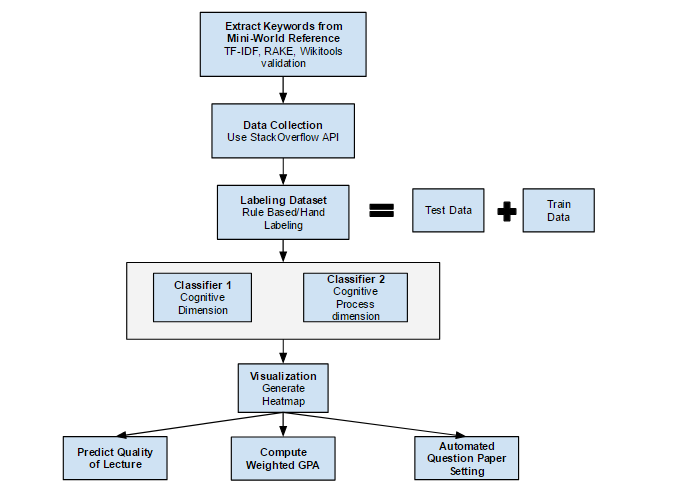 Extract Keywords from
Mini-World Reference
TF-IDF, RAKE, Wikitools
validation
Data Collection
Use StackOverflow API
Labeling Dataset
Rule Based/Hand
Labeling
=
Test Data
+
Train
Data
Classifier 1
Cognitive
Dimension
Classifier 2
Cognitive
Process
dimension
Visualization
Generate
Heatmap
Predict Quality
of Lecture
Compute
Weighted GPA
Automated
Question Paper
Setting